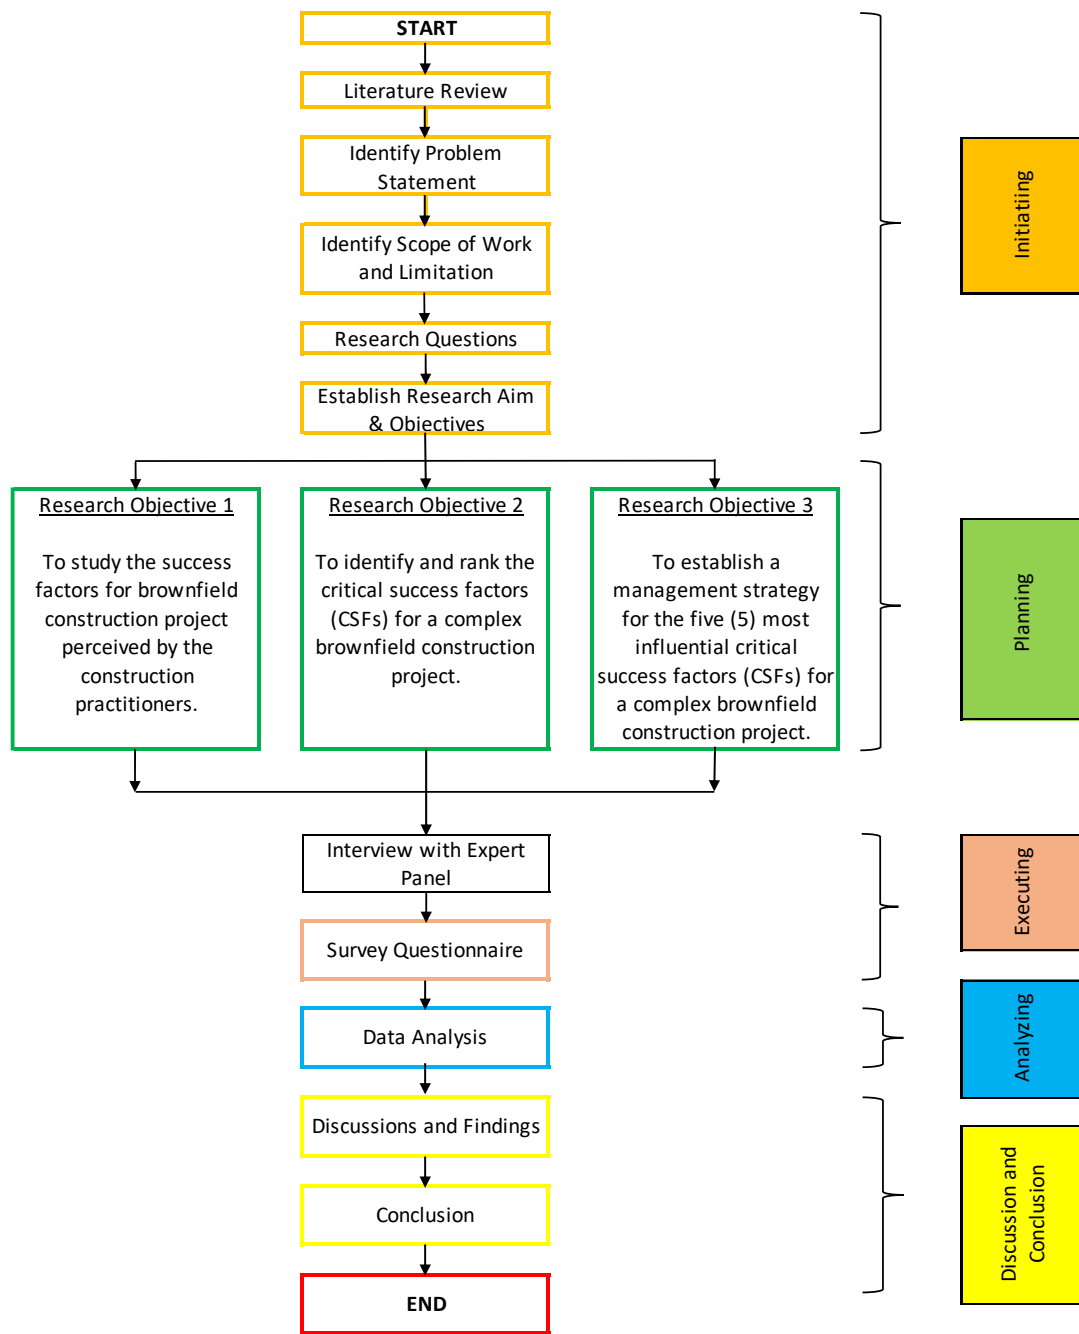 START
Literature Review
Identify Problem
Statement
Identify Scope of Work
and Limitation
Research Questions
Establish Research Aim
& Objectives
Initiatiing
Research Objective 1
To study the success
factors for brownfield
construction project
perceived by the
construction
practitioners.
Research Objective 2
To identify and rank the
critical success factors
(CSFs) for a complex
brownfield construction
project.
Research Objective 3
To establish a
management strategy
for the five (5) most
influential critical
success factors (CSFs) for
a complex brownfield
construction project.
Planning
Interview with Expert
Panel
Survey Questionnaire
Executing
Data Analysis
Analyzing
Discussions and Findings
Conclusion
END
Discussion and
Conclusion